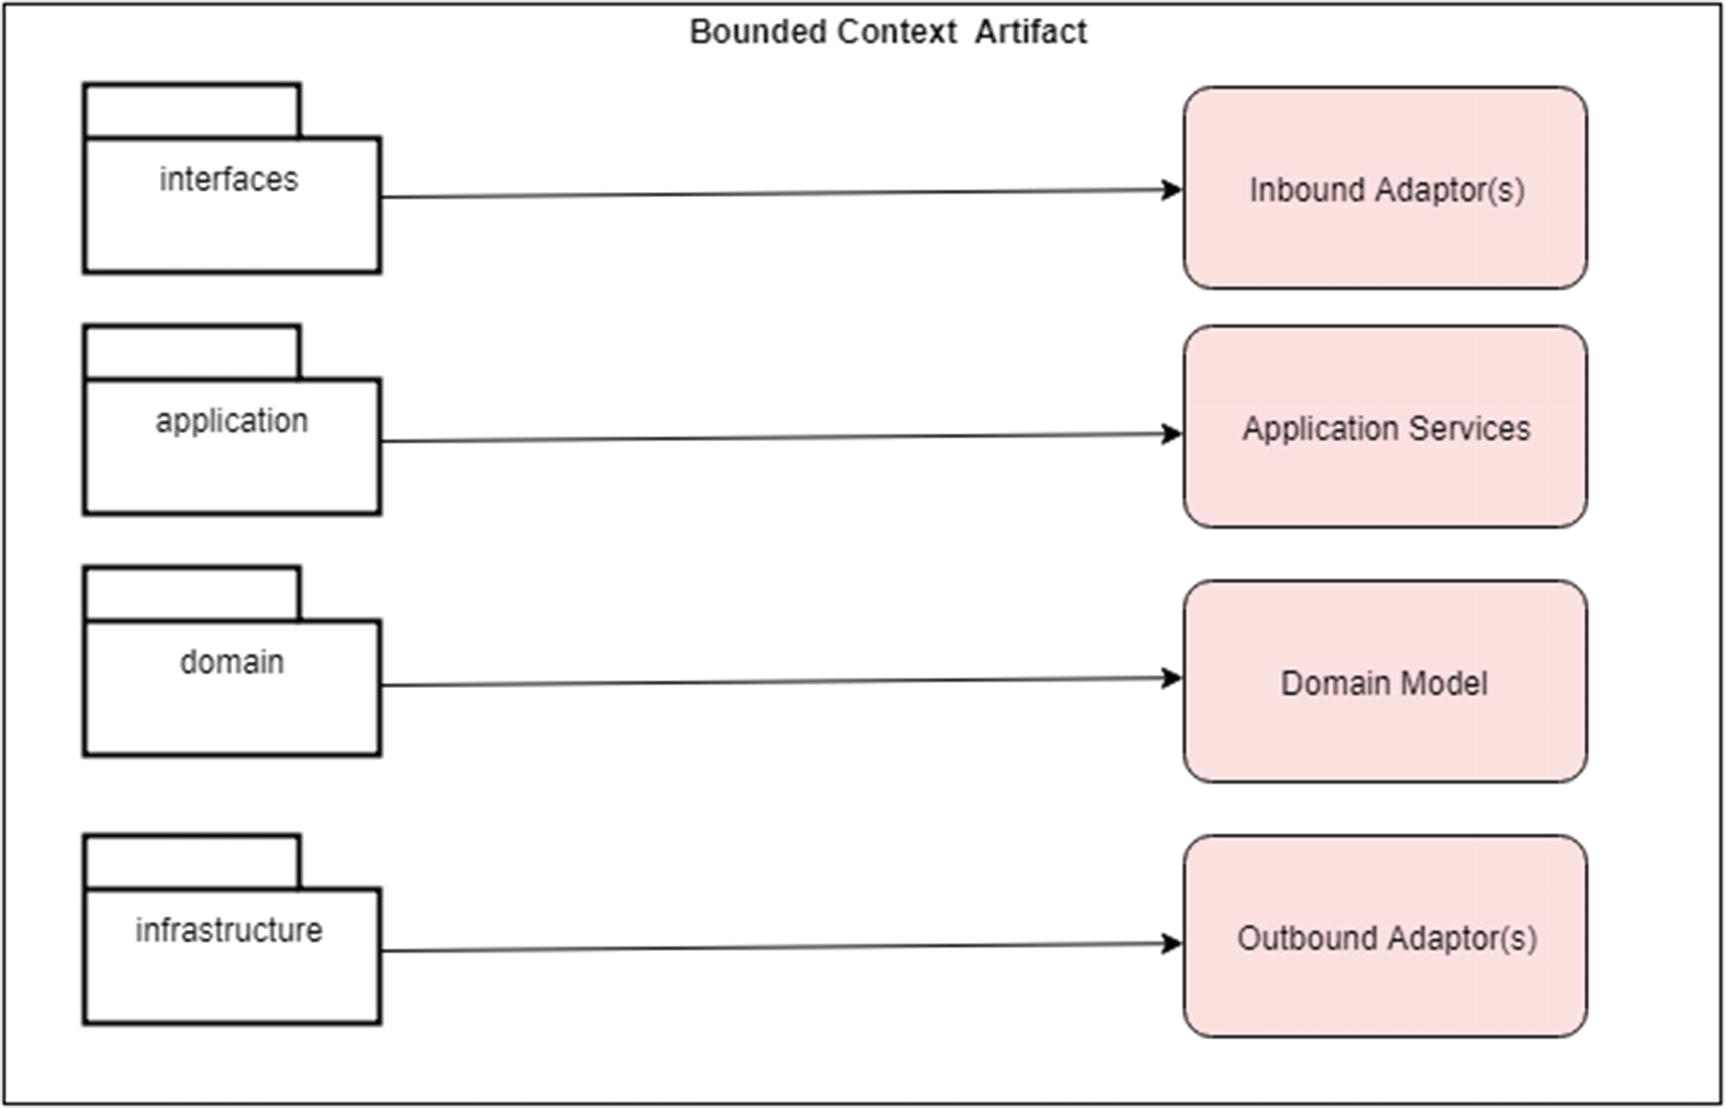 Bounded Context  Artifact
interfaces
Inbound Adaptor(s)
application
Application Services
domain
Domain Model
infrastructure
Outbound Adaptor(s)